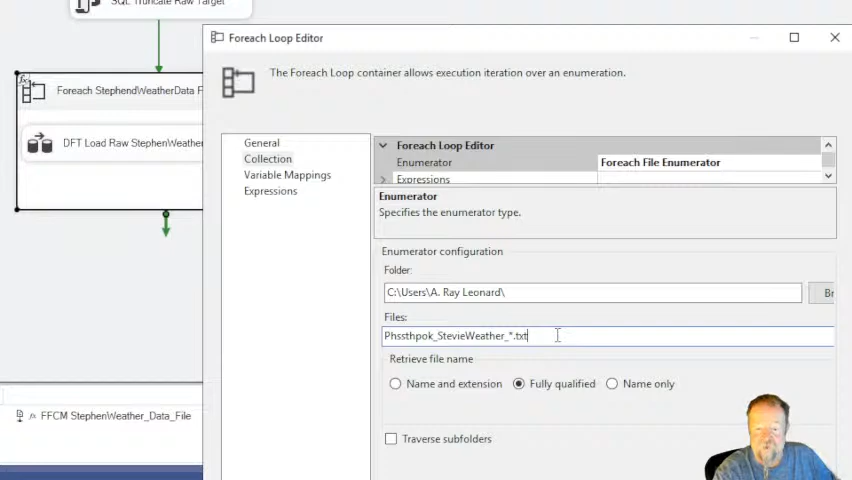 SQL Truncate Raw Target
Foreach Loop Editor
The Foreach Loop container allows execution iteration over an enumeration.
fx
Foreach StephendWeatherData F
DFT Load Raw StephenWeather
General
Collection
Variable Mappings
Expressions
Foreach Loop Editor
Enumerator
Foreach File Enumerator
Expressions
Enumerator
Specifies the enumerator type.
Enumerator configuration
Folder:
C:\Users\A. Ray Leonard\
Br
Files:
Phssthpok_StevieWeather_*.txt
Retrieve file name
Name and extension
Fully qualified
Name only
Traverse subfolders
fx FFCM StephenWeather_Data_File